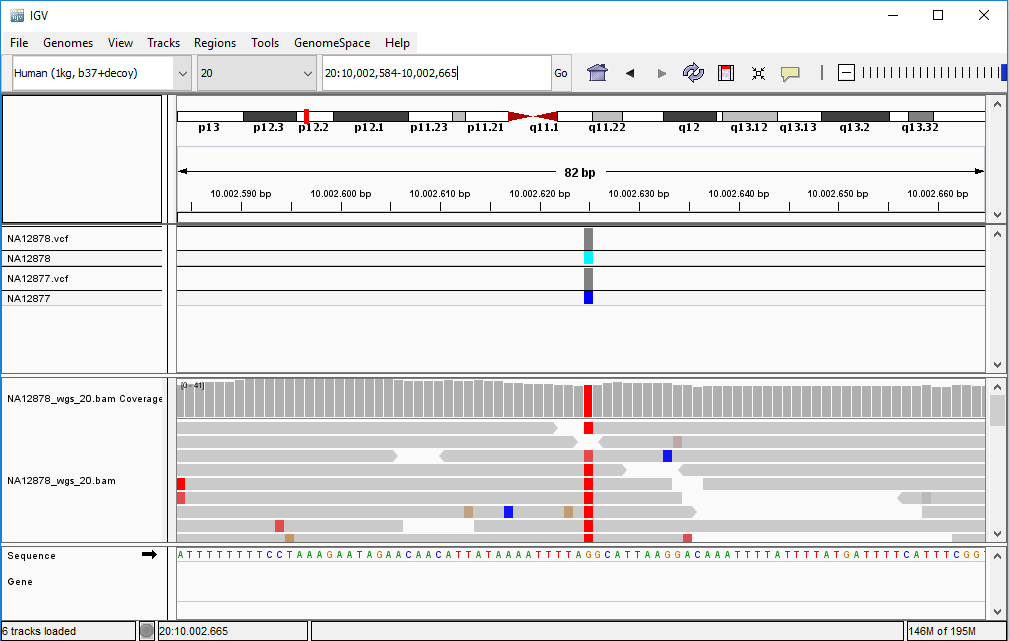 IGV
File Genomes View Tracks Regions Tools GenomeSpace Help
Human (1kg, b37+decoy) 20 20:10,002,584-10,002,665 Go
p13 p12.3 p12.2 p12.1 p11.23 p11.21 q11.1 q11.22 q12 q13.12 q13.13 q13.2 q13.32
82 bp
10.002.590 bp 10.002.600 bp 10.002.610 bp 10.002.620 bp 10.002.630 bp 10.002.640 bp 10.002.650 bp 10.002.660 bp
NA12878.vcf
NA12878
NA12877.vcf
NA12877
[0 - 41]
NA12878_wgs_20.bam Coverage
NA12878_wgs_20.bam
Sequence A T T T T T T T T C C T A A A G A A T A G A A C A A C A T T A T A A A A T T T T A G G C A T T A A G G A C A A A T T T T A T T T T A T G A T T T T C A T T T C G G T
Gene
6 tracks loaded 20:10.002.665 146M of 195M